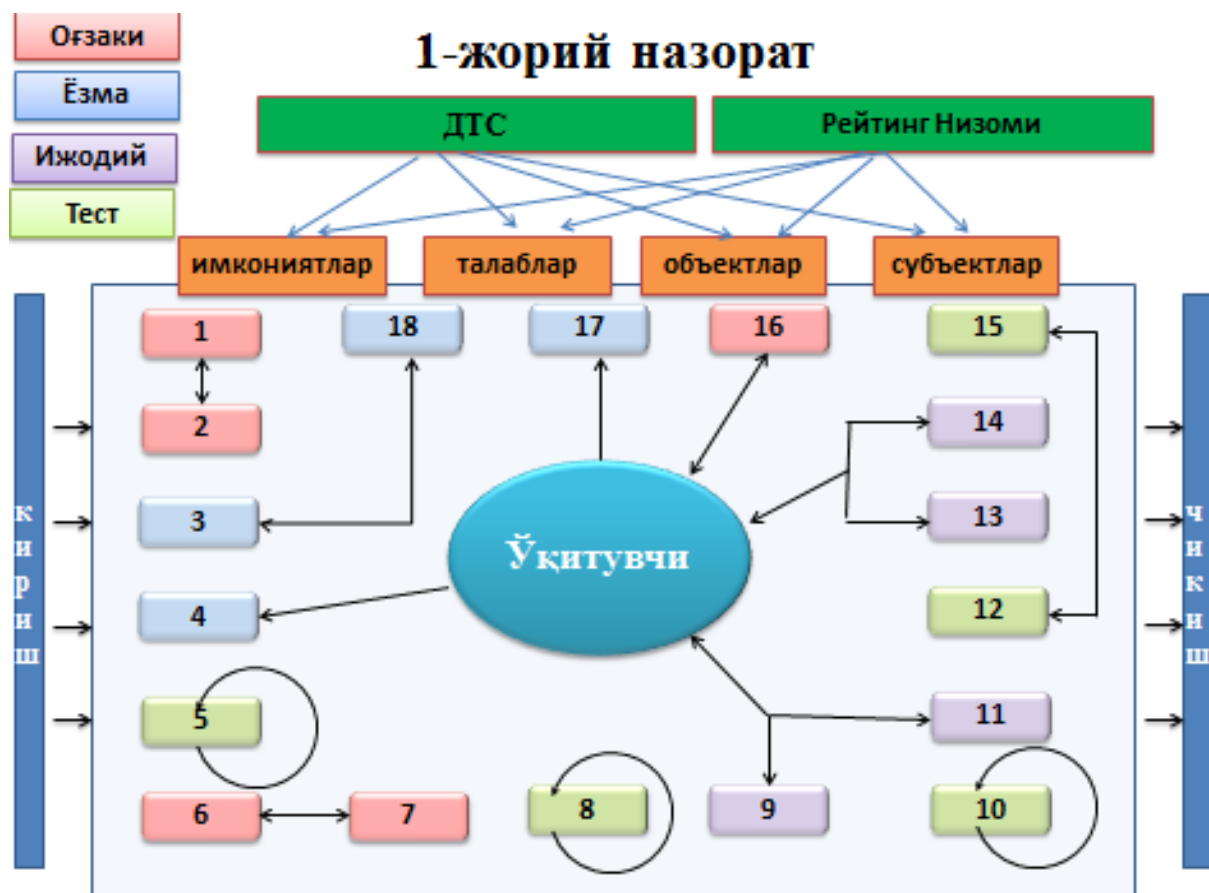 Оғзаки
Ёзма
Ижодий
Тест
1-жорий назорат
ДТС
Рейтинг Низоми
имкониятлар
талаблар
объектлар
субъектлар
1
18
17
16
15
2
14
3
13
Ўқитувчи
4
12
5
11
6
7
8
9
10
кириш
чикиш